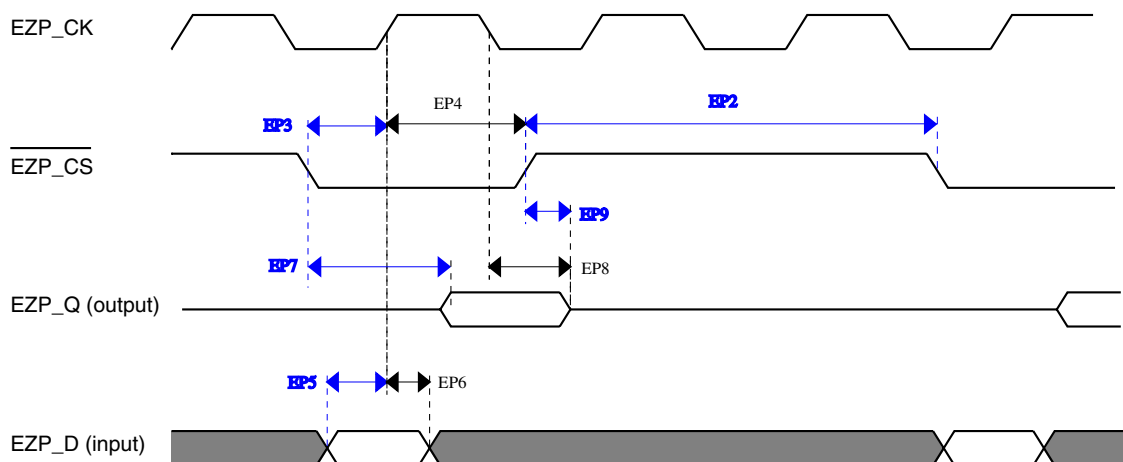 EZP_CK
EP4
EP2
EP3
EZP_CS
EP9
EP7
EP8
EZP_Q (output)
EP5
EP6
EZP_D (input)